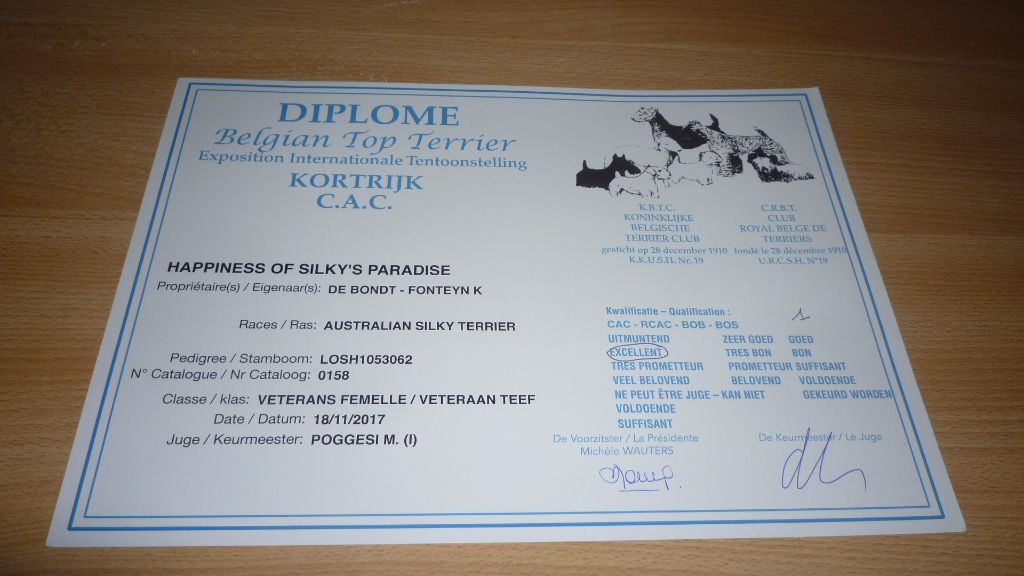 DIPLOME
Belgian Top Terrier
Exposition Internationale Tentoonstelling
KORTRIJK
C.A.C.
K.B.T.C.
KONINKLIJKE
BELGISCHE
TERRIER CLUB
gesticht op 28 december 1910
K.K.U.S.H. Nr. 19
C.R.B.T.
CLUB
ROYAL BELGE DE
TERRIERS
fondé le 28 décembre 1910
U.R.C.S.H. N°19
HAPPINESS OF SILKY'S PARADISE
Propriétaire(s) / Eigenaar(s): DE BONDT - FONTEYN K
Races / Ras: AUSTRALIAN SILKY TERRIER
Pedigree / Stamboom: LOSH1053062
N° Catalogue / Nr Cataloog: 0158
Classe / klas: VETERANS FEMELLE / VETERAAN TEEF
Date / Datum: 18/11/2017
Juge / Keurmeester: POGGESI M. (I)
Kwalificatie - Qualification : 1
CAC - RCAC - BOB - BOS
UITMUNTEND ZEER GOED GOED
EXCELLENT TRES BON BON
TRES PROMETTEUR PROMETTEUR SUFFISANT
VEEL BELOVEND BELOVEND VOLDOENDE
NE PEUT ÊTRE JUGE – KAN NIET GEKEURD WORDEN
VOLDOENDE
SUFFISANT
De Voorzitster / La Présidente
Michèle WAUTERS
De Keurmeester / Le Juge